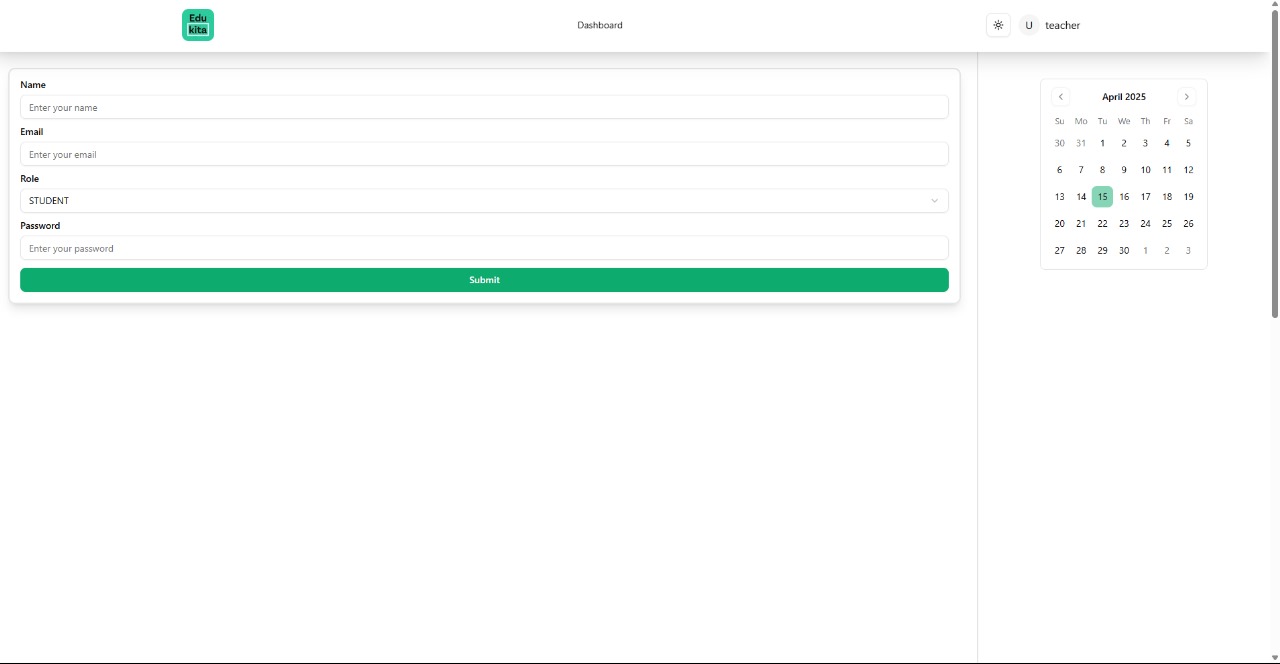 Edu
kita
Dashboard
U
teacher
Name
Enter your name
Email
Enter your email
Role
STUDENT
Password
Enter your password
Submit
April 2025
Su Mo Tu We Th Fr Sa
30 31 1 2 3 4 5
6 7 8 9 10 11 12
13 14 15 16 17 18 19
20 21 22 23 24 25 26
27 28 29 30 1 2 3